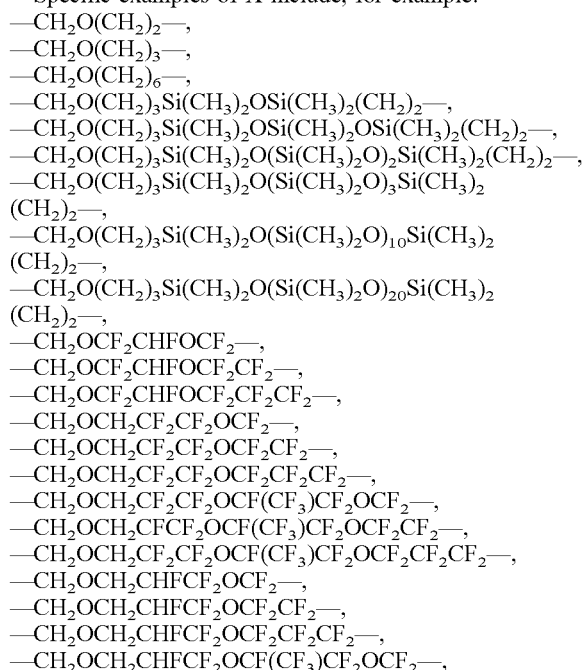 Specific examples of X include, for example:
—CH₂O(CH₂)₂—,
—CH₂O(CH₂)₃—,
—CH₂O(CH₂)₆—,
—CH₂O(CH₂)₃Si(CH₃)₂OSi(CH₃)₂(CH₂)₂—,
—CH₂O(CH₂)₃Si(CH₃)₂OSi(CH₃)₂OSi(CH₃)₂(CH₂)₂—,
—CH₂O(CH₂)₃Si(CH₃)₂O(Si(CH₃)₂O)₂Si(CH₃)₂(CH₂)₂—,
—CH₂O(CH₂)₃Si(CH₃)₂O(Si(CH₃)₂O)₃Si(CH₃)₂
(CH₂)₂—,
—CH₂O(CH₂)₃Si(CH₃)₂O(Si(CH₃)₂O)₁₀Si(CH₃)₂
(CH₂)₂—,
—CH₂O(CH₂)₃Si(CH₃)₂O(Si(CH₃)₂O)₂₀Si(CH₃)₂
(CH₂)₂—,
—CH₂OCF₂CHFOCF₂—,
—CH₂OCF₂CHFOCF₂CF₂—,
—CH₂OCF₂CHFOCF₂CF₂CF₂—,
—CH₂OCH₂CF₂CF₂OCF₂—,
—CH₂OCH₂CF₂CF₂OCF₂CF₂—,
—CH₂OCH₂CF₂CF₂OCF₂CF₂CF₂—,
—CH₂OCH₂CF₂CF₂OCF(CF₃)CF₂OCF₂—,
—CH₂OCH₂CFCF₂OCF(CF₃)CF₂OCF₂CF₂—,
—CH₂OCH₂CF₂CF₂OCF(CF₃)CF₂OCF₂CF₂CF₂—,
—CH₂OCH₂CHFCF₂OCF₂—,
—CH₂OCH₂CHFCF₂OCF₂CF₂—,
—CH₂OCH₂CHFCF₂OCF₂CF₂CF₂—,
—CH₂OCH₂CHFCF₂OCF(CF₃)CF₂OCF₂—,